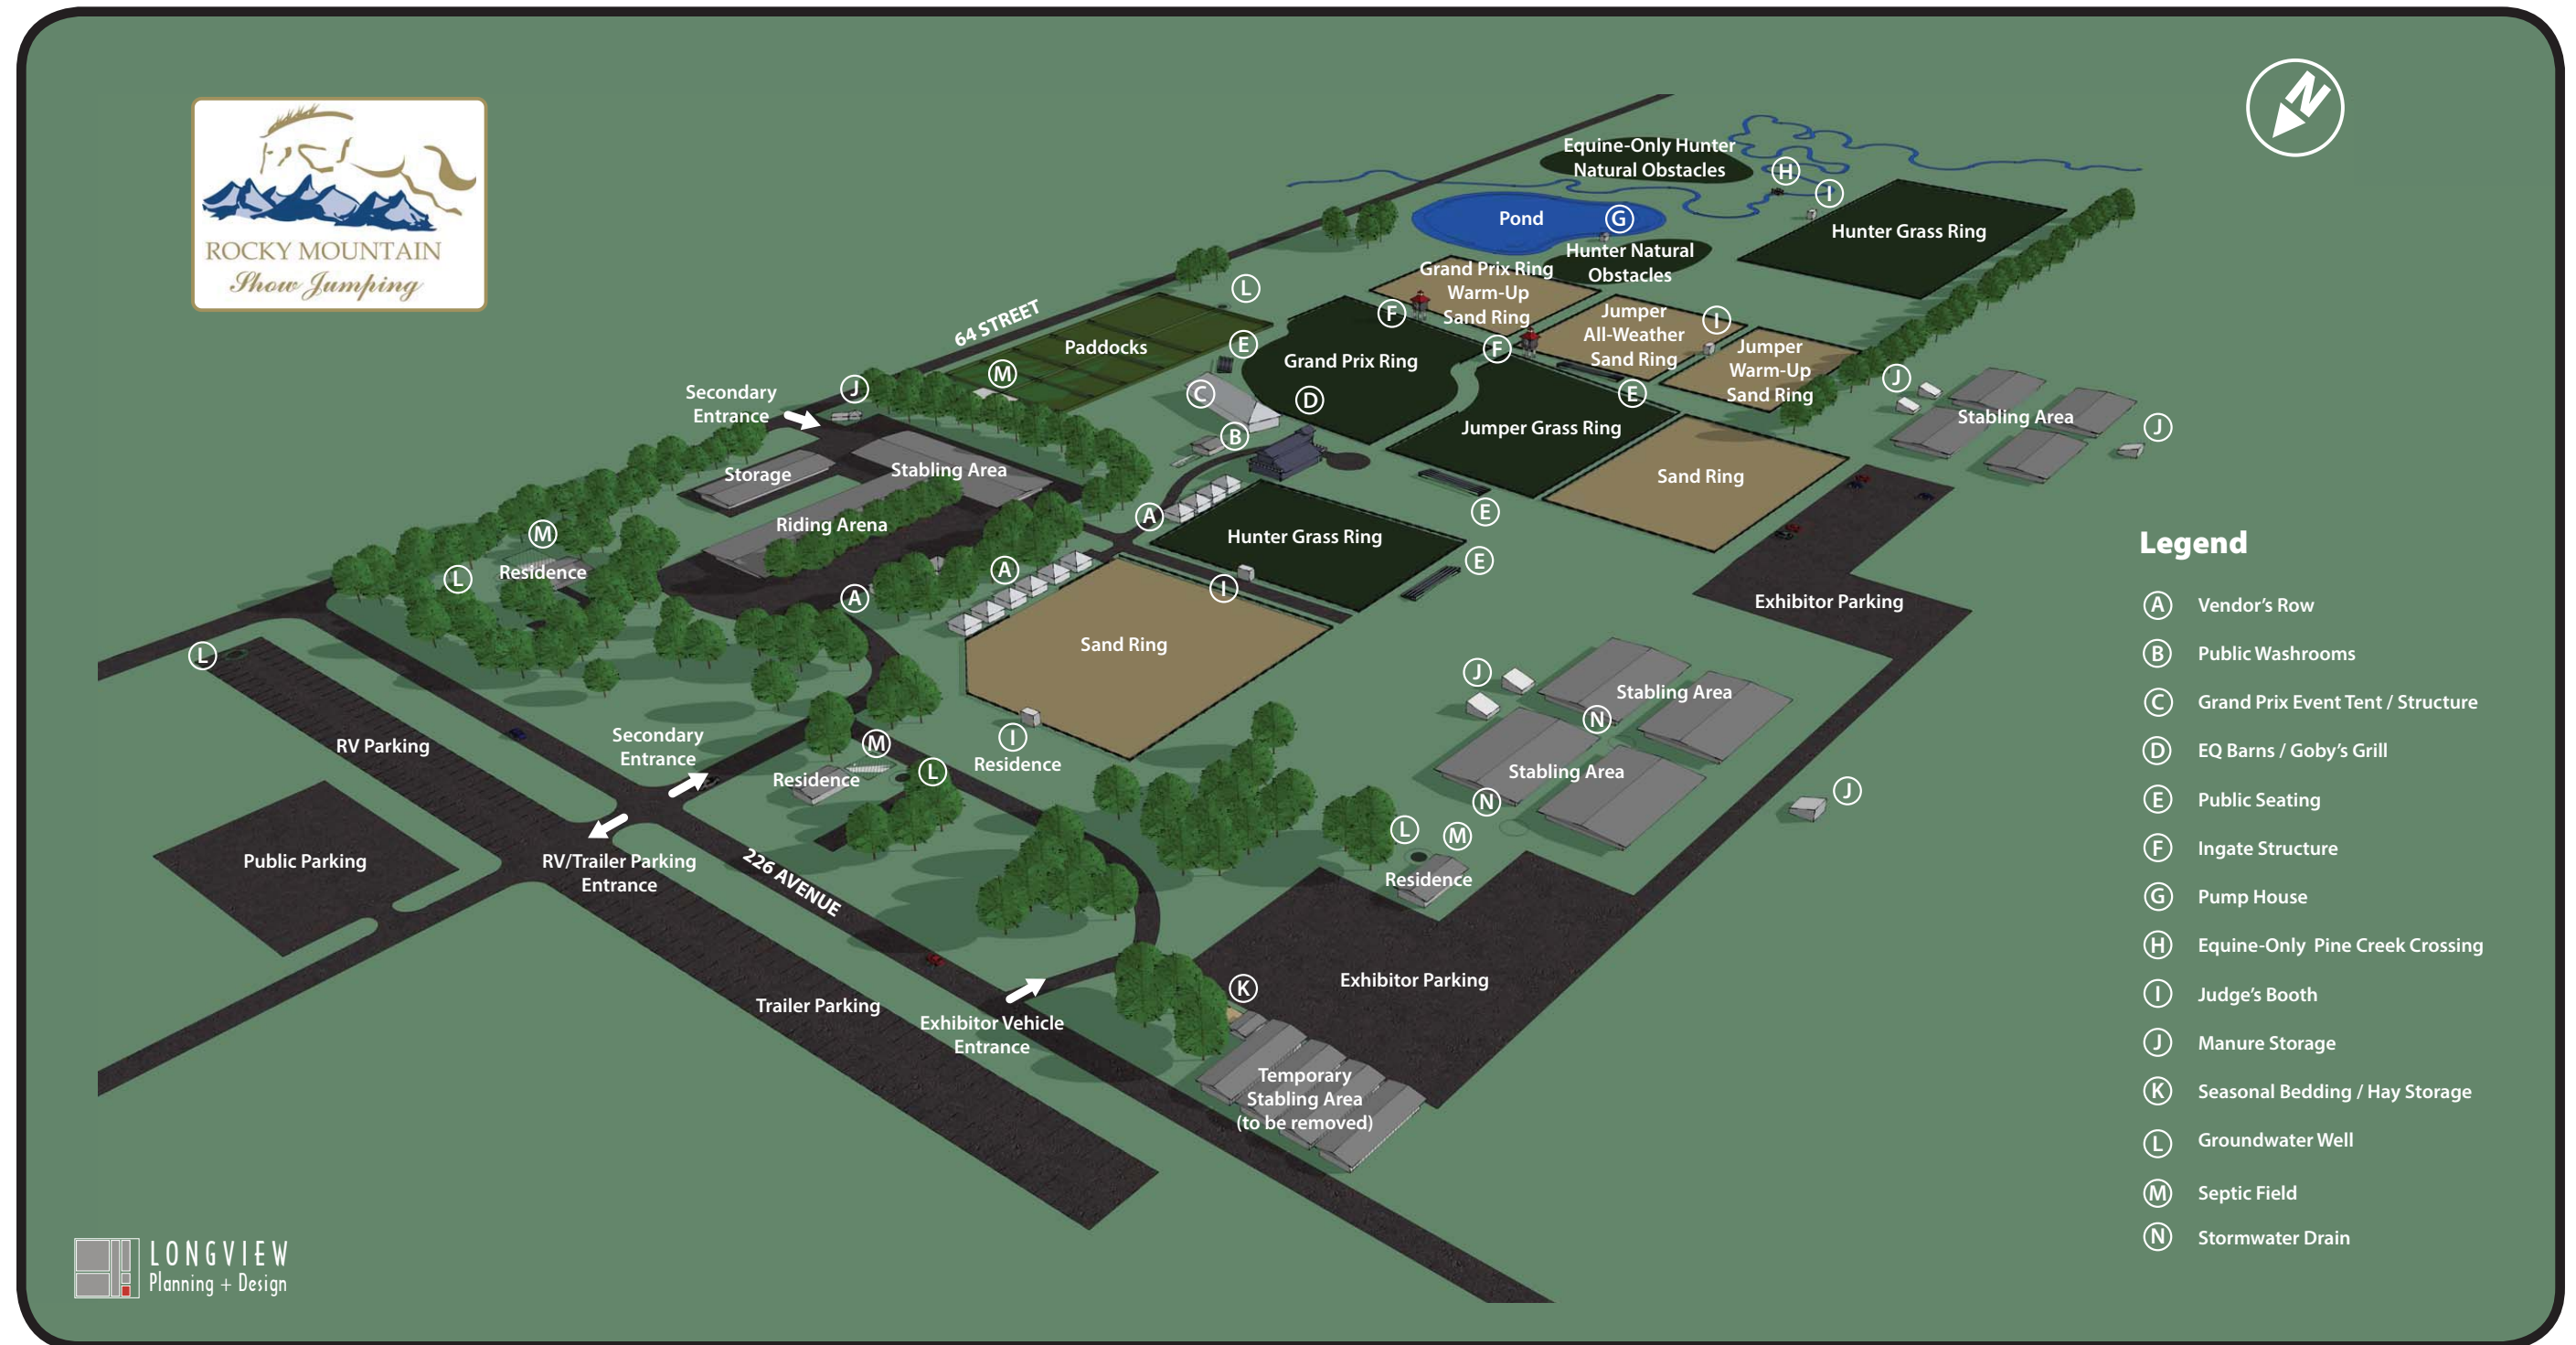 N
ROCKY MOUNTAIN
Show Jumping
Equine-Only Hunter
Natural Obstacles
H
I
Pond
G
Hunter Grass Ring
Hunter Natural
Obstacles
Grand Prix Ring
Warm-Up
Sand Ring
L
F
Jumper
All-Weather
Sand Ring
I
64 STREET
Paddocks
E
Grand Prix Ring
F
Jumper
Warm-Up
Sand Ring
M
J
Secondary
Entrance
C
D
E
J
Stabling Area
J
B
Jumper Grass Ring
Storage
Stabling Area
Sand Ring
A
E
Riding Arena
Hunter Grass Ring
M
Residence
L
A
E
A
I
Exhibitor Parking
Sand Ring
L
J
Stabling Area
N
RV Parking
Secondary
Entrance
M
I
Residence
Residence
L
Stabling Area
J
N
L
M
Public Parking
RV/Trailer Parking
Entrance
226 AVENUE
Residence
Exhibitor Parking
K
Trailer Parking
Exhibitor Vehicle
Entrance
Temporary
Stabling Area
(to be removed)
Legend
A Vendor's Row
B Public Washrooms
C Grand Prix Event Tent / Structure
D EQ Barns / Goby's Grill
E Public Seating
F Ingate Structure
G Pump House
H Equine-Only Pine Creek Crossing
I Judge's Booth
J Manure Storage
K Seasonal Bedding / Hay Storage
L Groundwater Well
M Septic Field
N Stormwater Drain
LONGVIEW
Planning + Design